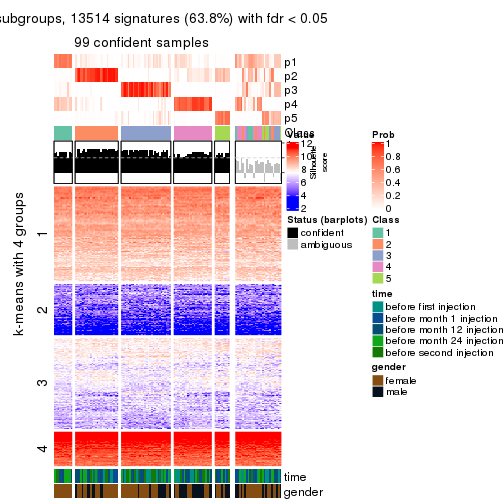 subgroups, 13514 signatures (63.8%) with fdr < 0.05
99 confident samples
p1
p2
p3
p4
p5
Class
k-means with 4 groups
1
2
3
4
time
gender
Value
12
10
8
6
4
2
Silhouette
score
Status (barplots)
confident
ambiguous
Prob
1
0.8
0.6
0.4
0.2
0
Class
1
2
3
4
5
time
before first injection
before month 1 injection
before month 12 injection
before month 24 injection
before second injection
gender
female
male